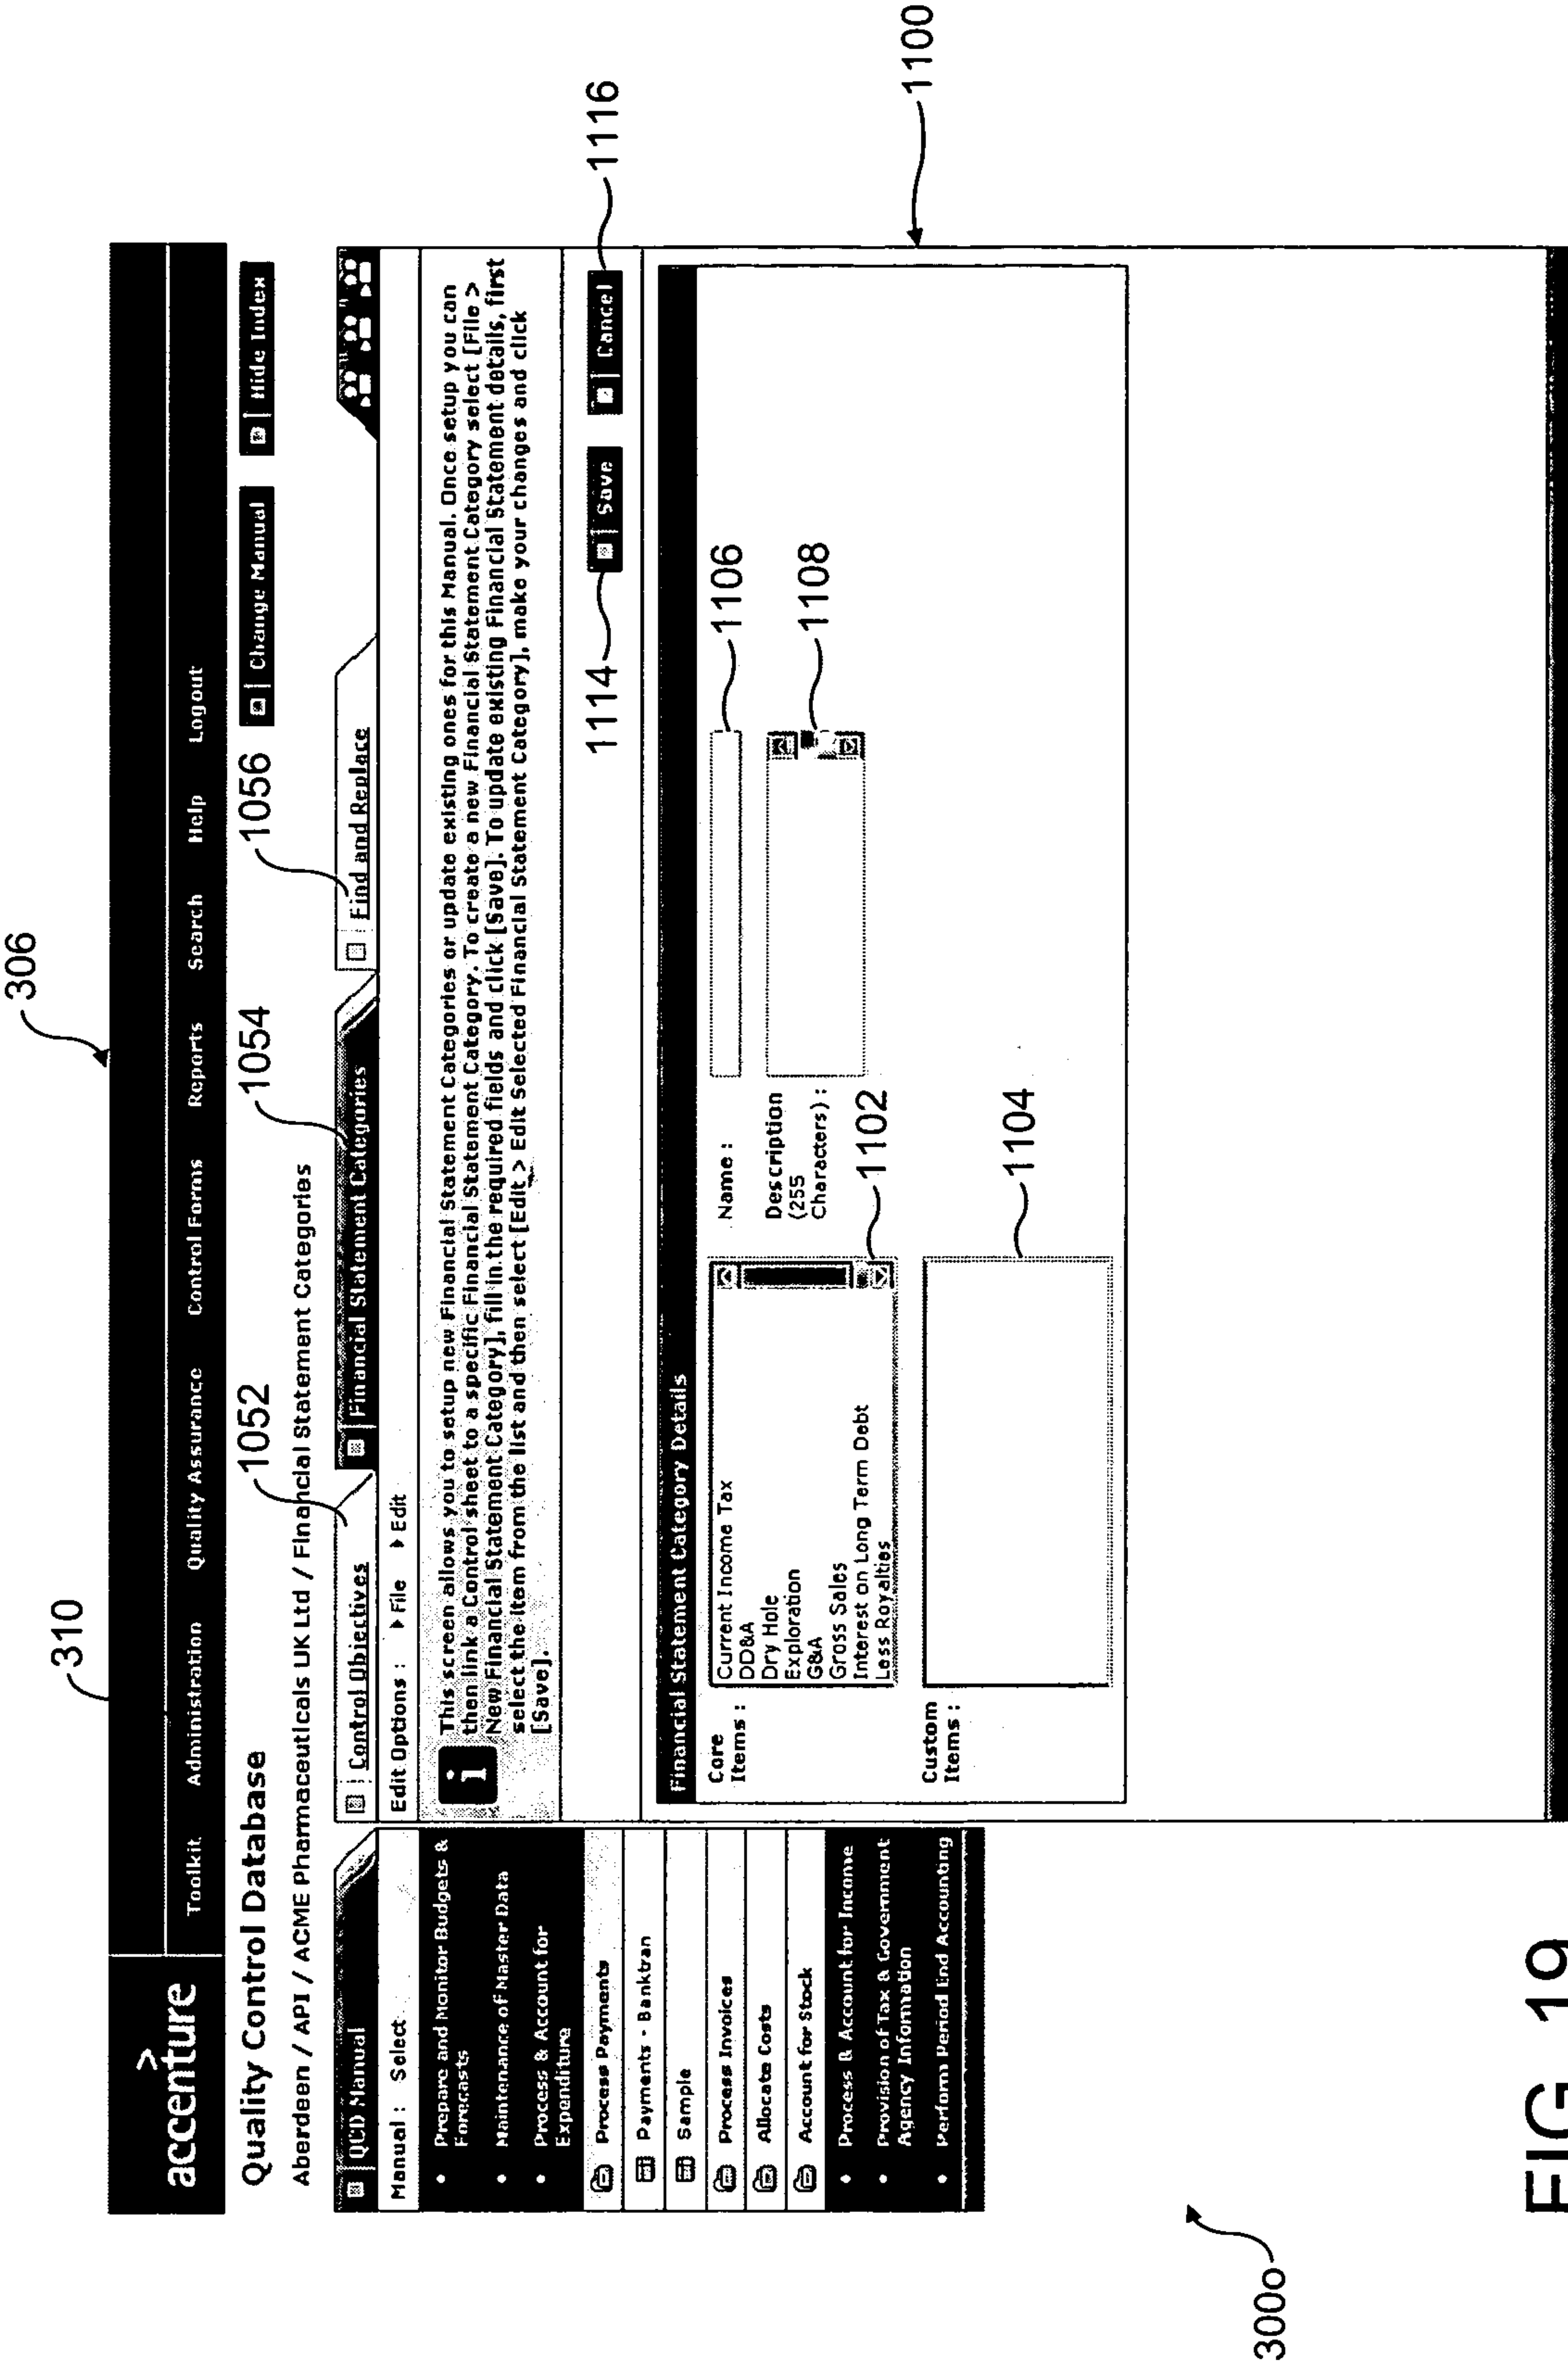 310
306
accenture
Toolkit Administration Quality Assurance Control Forms Reports Search Help Logout
Quality Control Database
Change Manual
Hide Index
Aberdeen / API / ACME Pharmaceuticals UK Ltd / Financial Statement Categories
1052
1054
1056
QCD Manual
Manual : Select
Prepare and Monitor Budgets &
Forecasts
Maintenance of Master Data
Process & Account for
Expenditure
Process Payments
Payments - Banktran
Sample
Process Invoices
Allocate Costs
Account for Stock
Process & Account for Income
Provision of Tax & Government
Agency Information
Perform Period End Accounting
Control Objectives
Financial Statement Categories
Find and Replace
Edit Options : File Edit
i
This screen allows you to setup new Financial Statement Categories or update existing ones for this Manual. Once setup you can
then link a Control sheet to a specific Financial Statement Category. To create a new Financial Statement Category select [File >
New Financial Statement Category], fill in the required fields and click [Save]. To update existing Financial Statement details, first
select the item from the list and then select [Edit > Edit Selected Financial Statement Category], make your changes and click
[Save].
1114
Save
Cancel
1116
Financial Statement Category Details
Core
Items :
Current Income Tax
DD&A
Dry Hole
Exploration
G&A
Gross Sales
Interest on Long Term Debt
Less Royalties
1102
Name :
1106
Description
(255
Characters) :
1108
Custom
Items :
1104
1100
300o
FIG 19